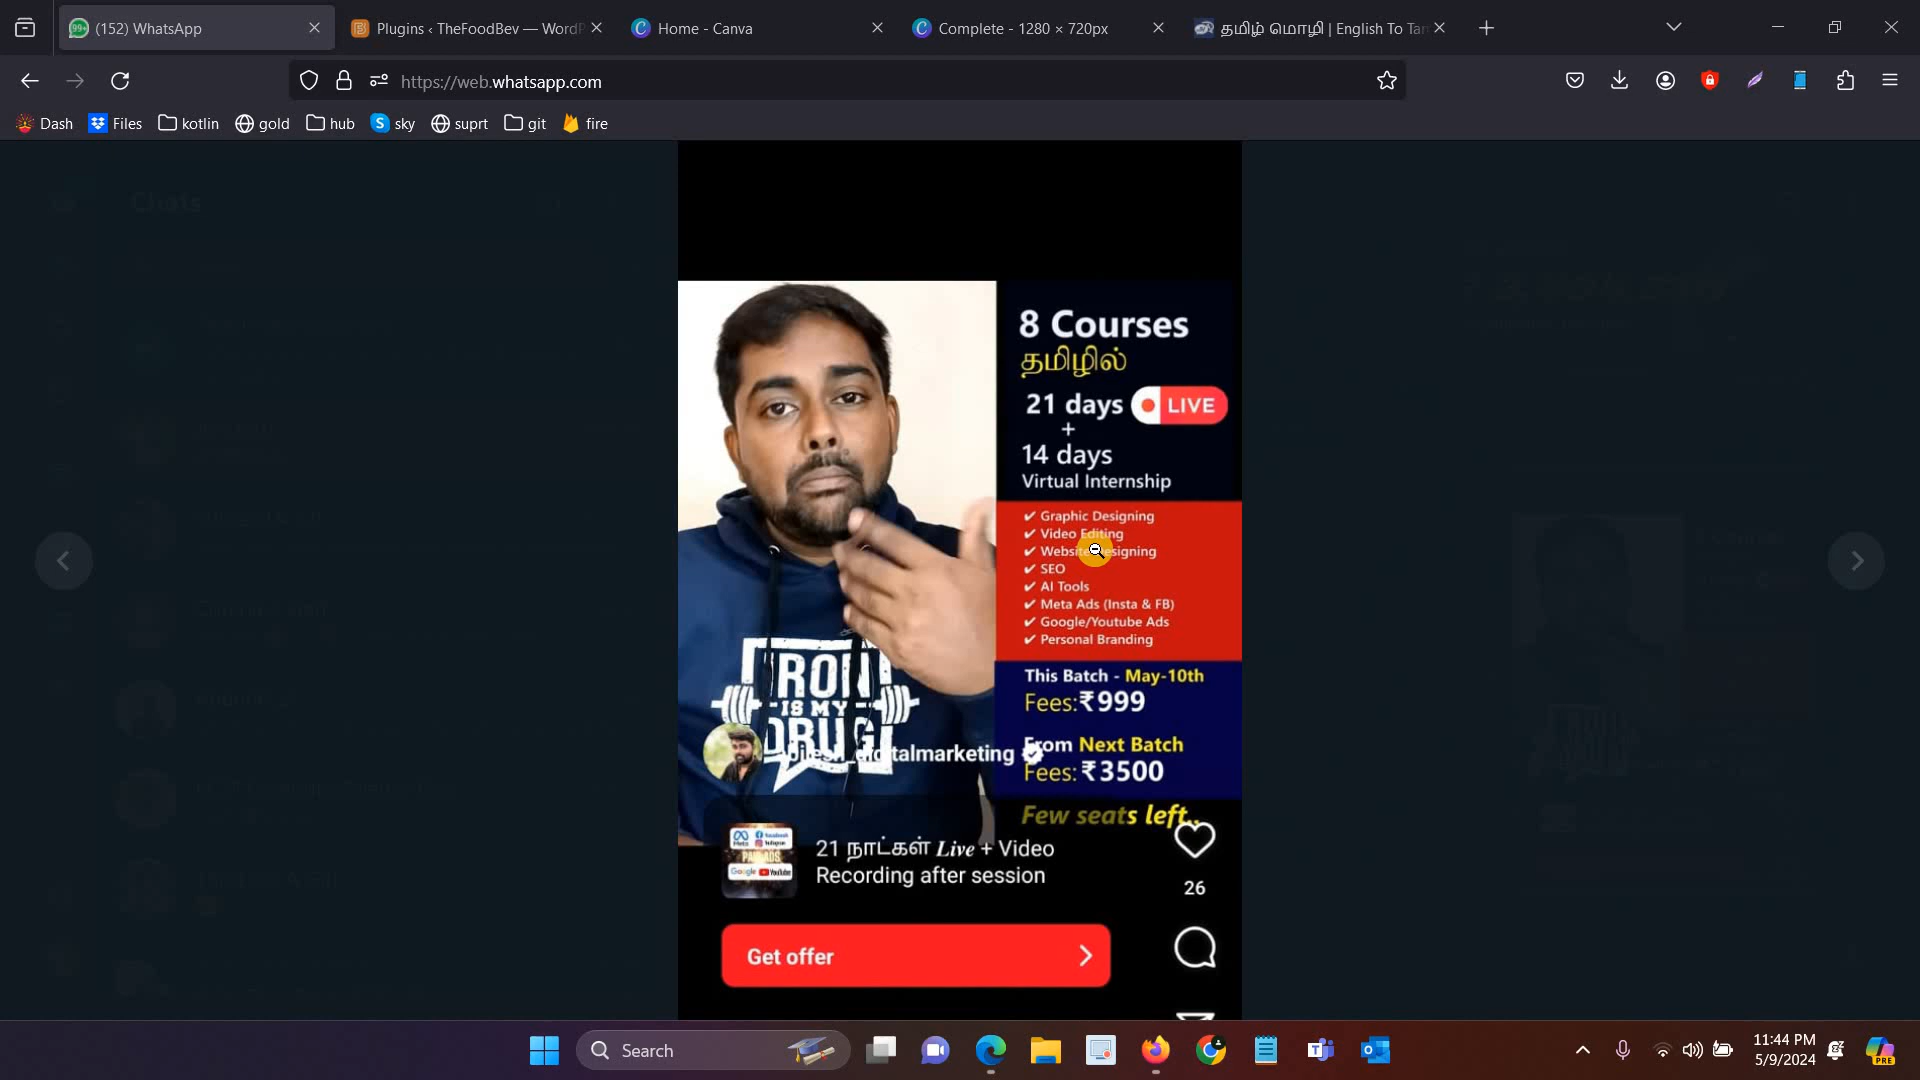 (152) WhatsApp
Plugins ‹ TheFoodBev — WordP
Home - Canva
Complete - 1280 × 720px
தமிழ் மொழி | English To Tan
https://web.whatsapp.com
Dash
Files
kotlin
gold
hub
sky
suprt
git
fire
Chats
8 Courses
தமிழில்
21 days LIVE
+
14 days
Virtual Internship
✔ Graphic Designing
✔ Video Editing
✔ Website Designing
✔ SEO
✔ AI Tools
✔ Meta Ads (Insta & FB)
✔ Google/Youtube Ads
✔ Personal Branding
This Batch - May-10th
Fees:₹999
From Next Batch
Fees:₹3500
Few seats left..
IRON
IS MY
DRUG
21 நாட்கள் Live + Video
Recording after session
26
Get offer
Search
11:44 PM
5/9/2024